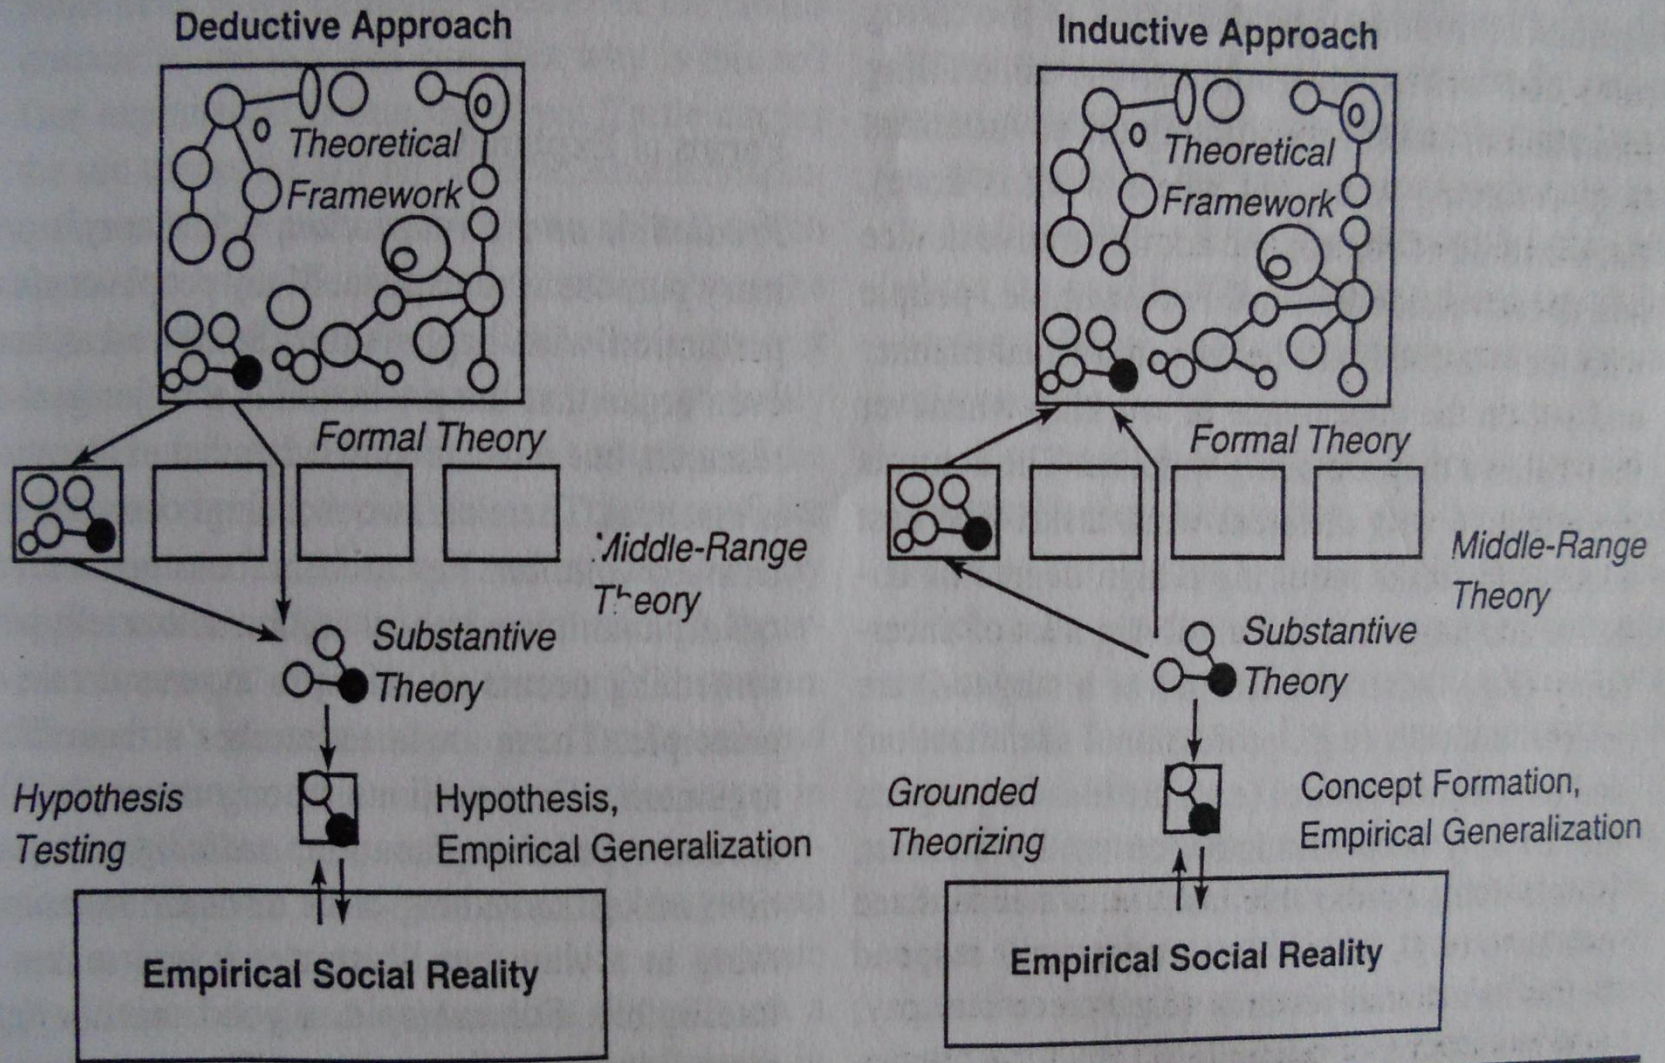 Deductive Approach
Theoretical
Framework
Formal Theory
Middle-Range
Theory
Substantive
Theory
Hypothesis
Testing
Hypothesis,
Empirical Generalization
Empirical Social Reality
Inductive Approach
Theoretical
Framework
Formal Theory
Middle-Range
Theory
Substantive
Theory
Grounded
Theorizing
Concept Formation,
Empirical Generalization
Empirical Social Reality